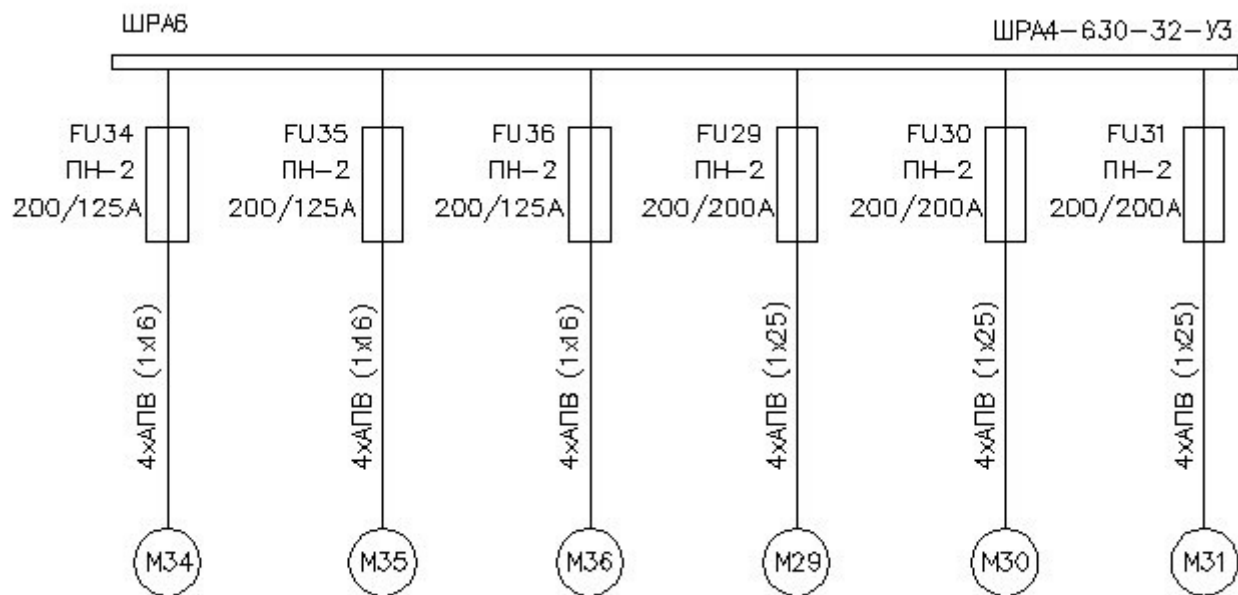 ШРА6
ШРА4-630-32-У3
FU34
ПН-2
200/125А
FU35
ПН-2
200/125А
FU36
ПН-2
200/125А
FU29
ПН-2
200/200А
FU30
ПН-2
200/200А
FU31
ПН-2
200/200А
4хАПВ (1х16)
4хАПВ (1х16)
4хАПВ (1х16)
4хАПВ (1х25)
4хАПВ (1х25)
4хАПВ (1х25)
М34
М35
М36
М29
М30
М31